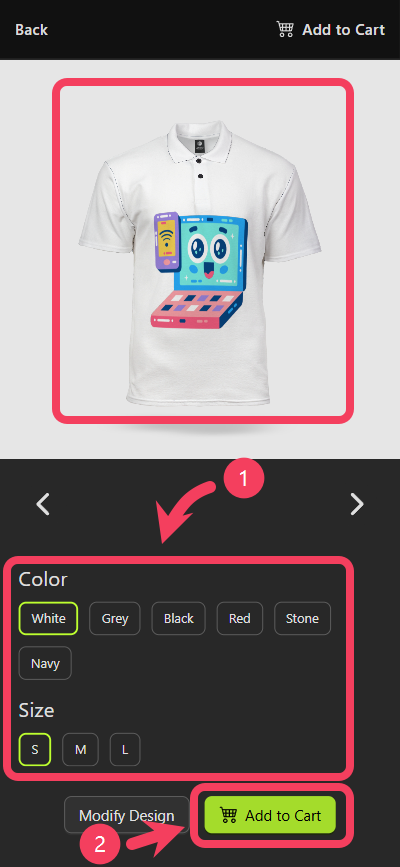 Back
Add to Cart
1
Color
White Grey Black Red Stone
Navy
Size
S M L
Modify Design Add to Cart
2